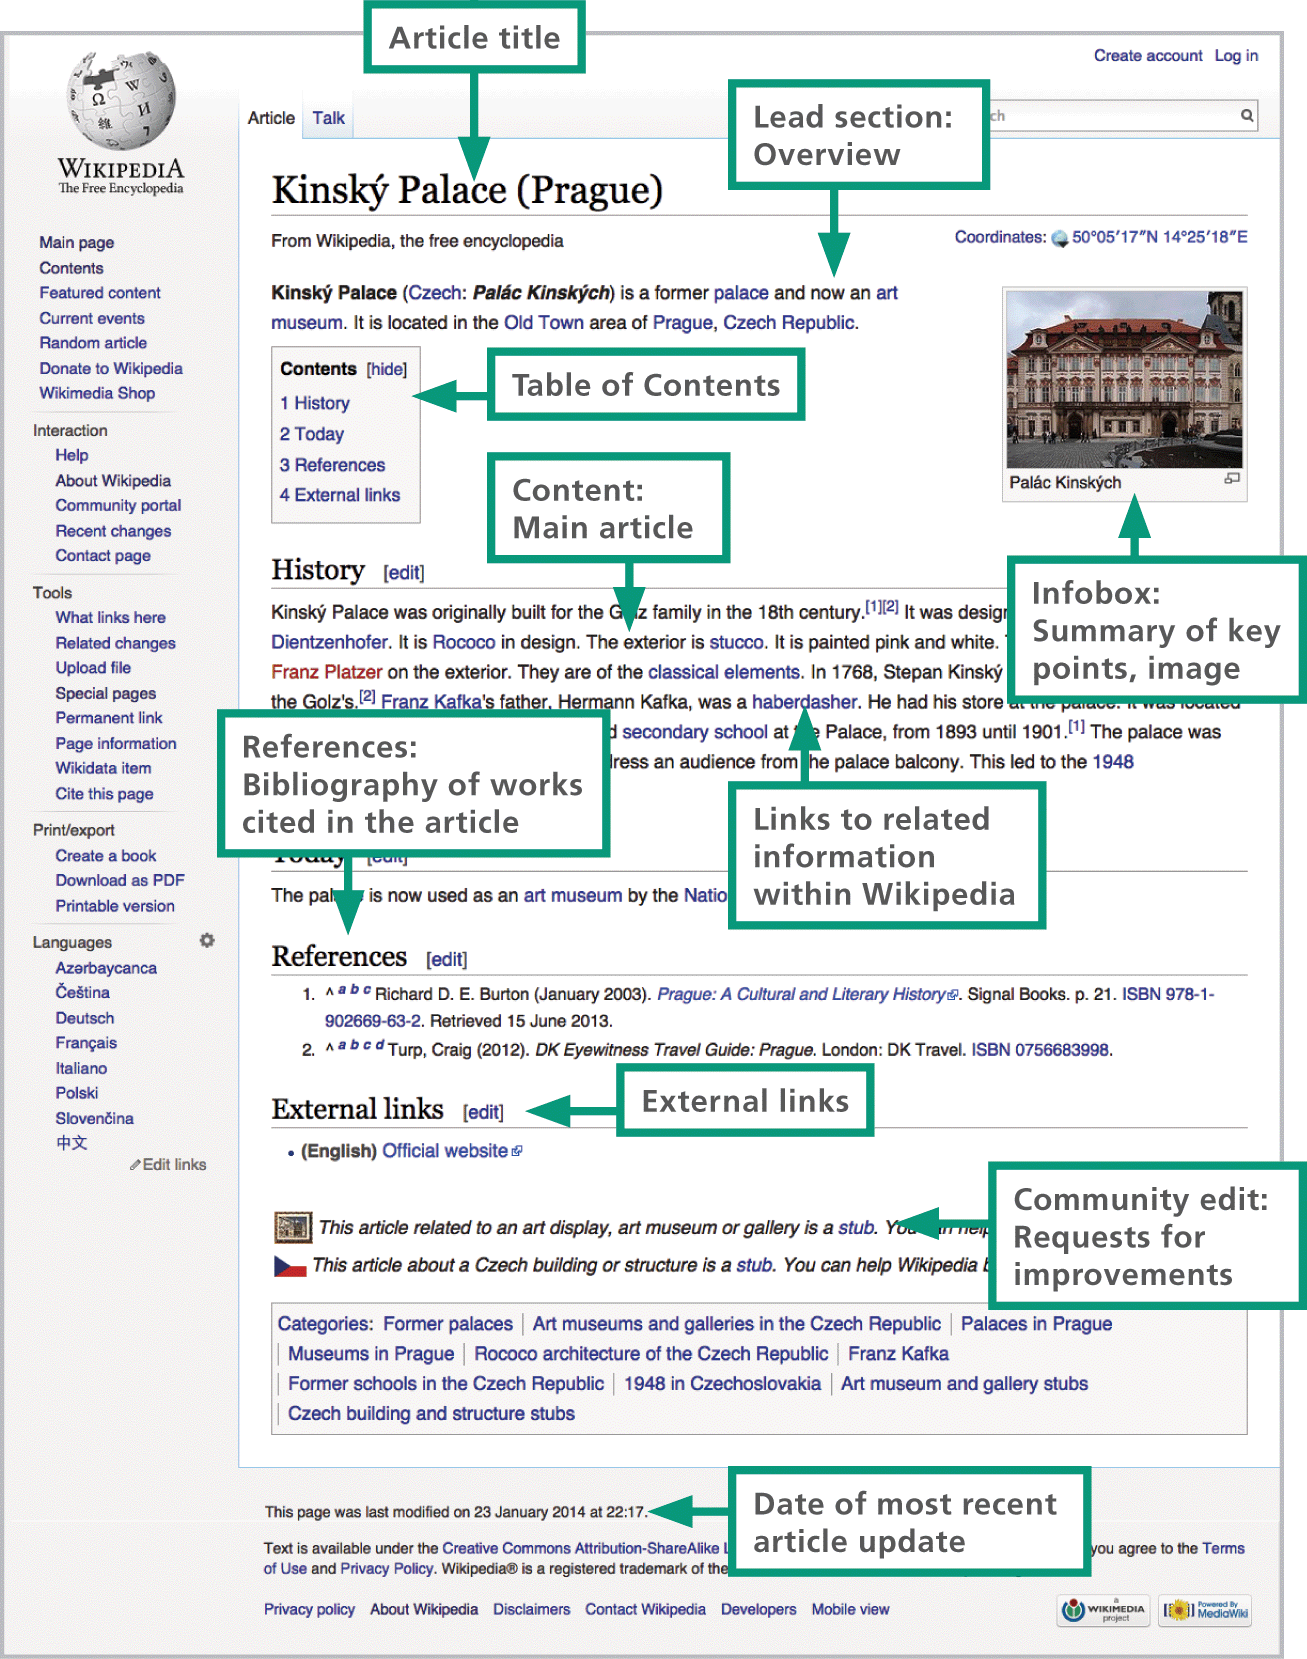 Article title
Create account Log in
WIKIPEDIA
The Free Encyclopedia
Article Talk
Lead section:
Overview
Kinský Palace (Prague)
From Wikipedia, the free encyclopedia
Coordinates: 50°05′17″N 14°25′18″E
Main page
Contents
Featured content
Current events
Random article
Donate to Wikipedia
Wikimedia Shop
Interaction
Help
About Wikipedia
Community portal
Recent changes
Contact page
Tools
What links here
Related changes
Upload file
Special pages
Permanent link
Page information
Wikidata item
Cite this page
Print/export
Create a book
Download as PDF
Printable version
Languages
Azərbaycanca
Čeština
Deutsch
Français
Italiano
Polski
Slovenčina
中文
Edit links
Kinský Palace (Czech: Palác Kinských) is a former palace and now an art
museum. It is located in the Old Town area of Prague, Czech Republic.
Contents [hide]
1 History
2 Today
3 References
4 External links
Table of Contents
Palác Kinských
Content:
Main article
Infobox:
Summary of key
points, image
History [edit]
Kinský Palace was originally built for the family in the 18th century.[1][2] It was
Dientzenhofer. It is Rococo in design. The exterior is stucco. It is painted pink and white.
Franz Platzer on the exterior. They are of the classical elements. In 1768, Stepan Kinský
the Golz's.[2] Franz Kafka's father, Hermann Kafka, was a haberdasher. He had his store at the palace. It was located
secondary school at the Palace, from 1893 until 1901.[1] The palace was
an audience from the palace balcony. This led to the 1948
References:
Bibliography of works
cited in the article
Links to related
information
within Wikipedia
Today [edit]
The palace is now used as an art museum by the
References [edit]
1. ^ a b c Richard D. E. Burton (January 2003). Prague: A Cultural and Literary History. Signal Books. p. 21. ISBN 978-1-
902669-63-2. Retrieved 15 June 2013.
2. ^ a b c d Turp, Craig (2012). DK Eyewitness Travel Guide: Prague. London: DK Travel. ISBN 0756683998.
External links [edit]
External links
• (English) Official website
This article related to an art display, art museum or gallery is a stub. You can help
This article about a Czech building or structure is a stub. You can help Wikipedia
Community edit:
Requests for
improvements
Categories: Former palaces | Art museums and galleries in the Czech Republic | Palaces in Prague
| Museums in Prague | Rococo architecture of the Czech Republic | Franz Kafka
| Former schools in the Czech Republic | 1948 in Czechoslovakia | Art museum and gallery stubs
| Czech building and structure stubs
This page was last modified on 23 January 2014 at 22:17.
Date of most recent
article update
Text is available under the Creative Commons Attribution-ShareAlike you agree to the Terms
of Use and Privacy Policy. Wikipedia® is a registered trademark of the
Privacy policy About Wikipedia Disclaimers Contact Wikipedia Developers Mobile view
a
WIKIMEDIA
project
Powered By
MediaWiki